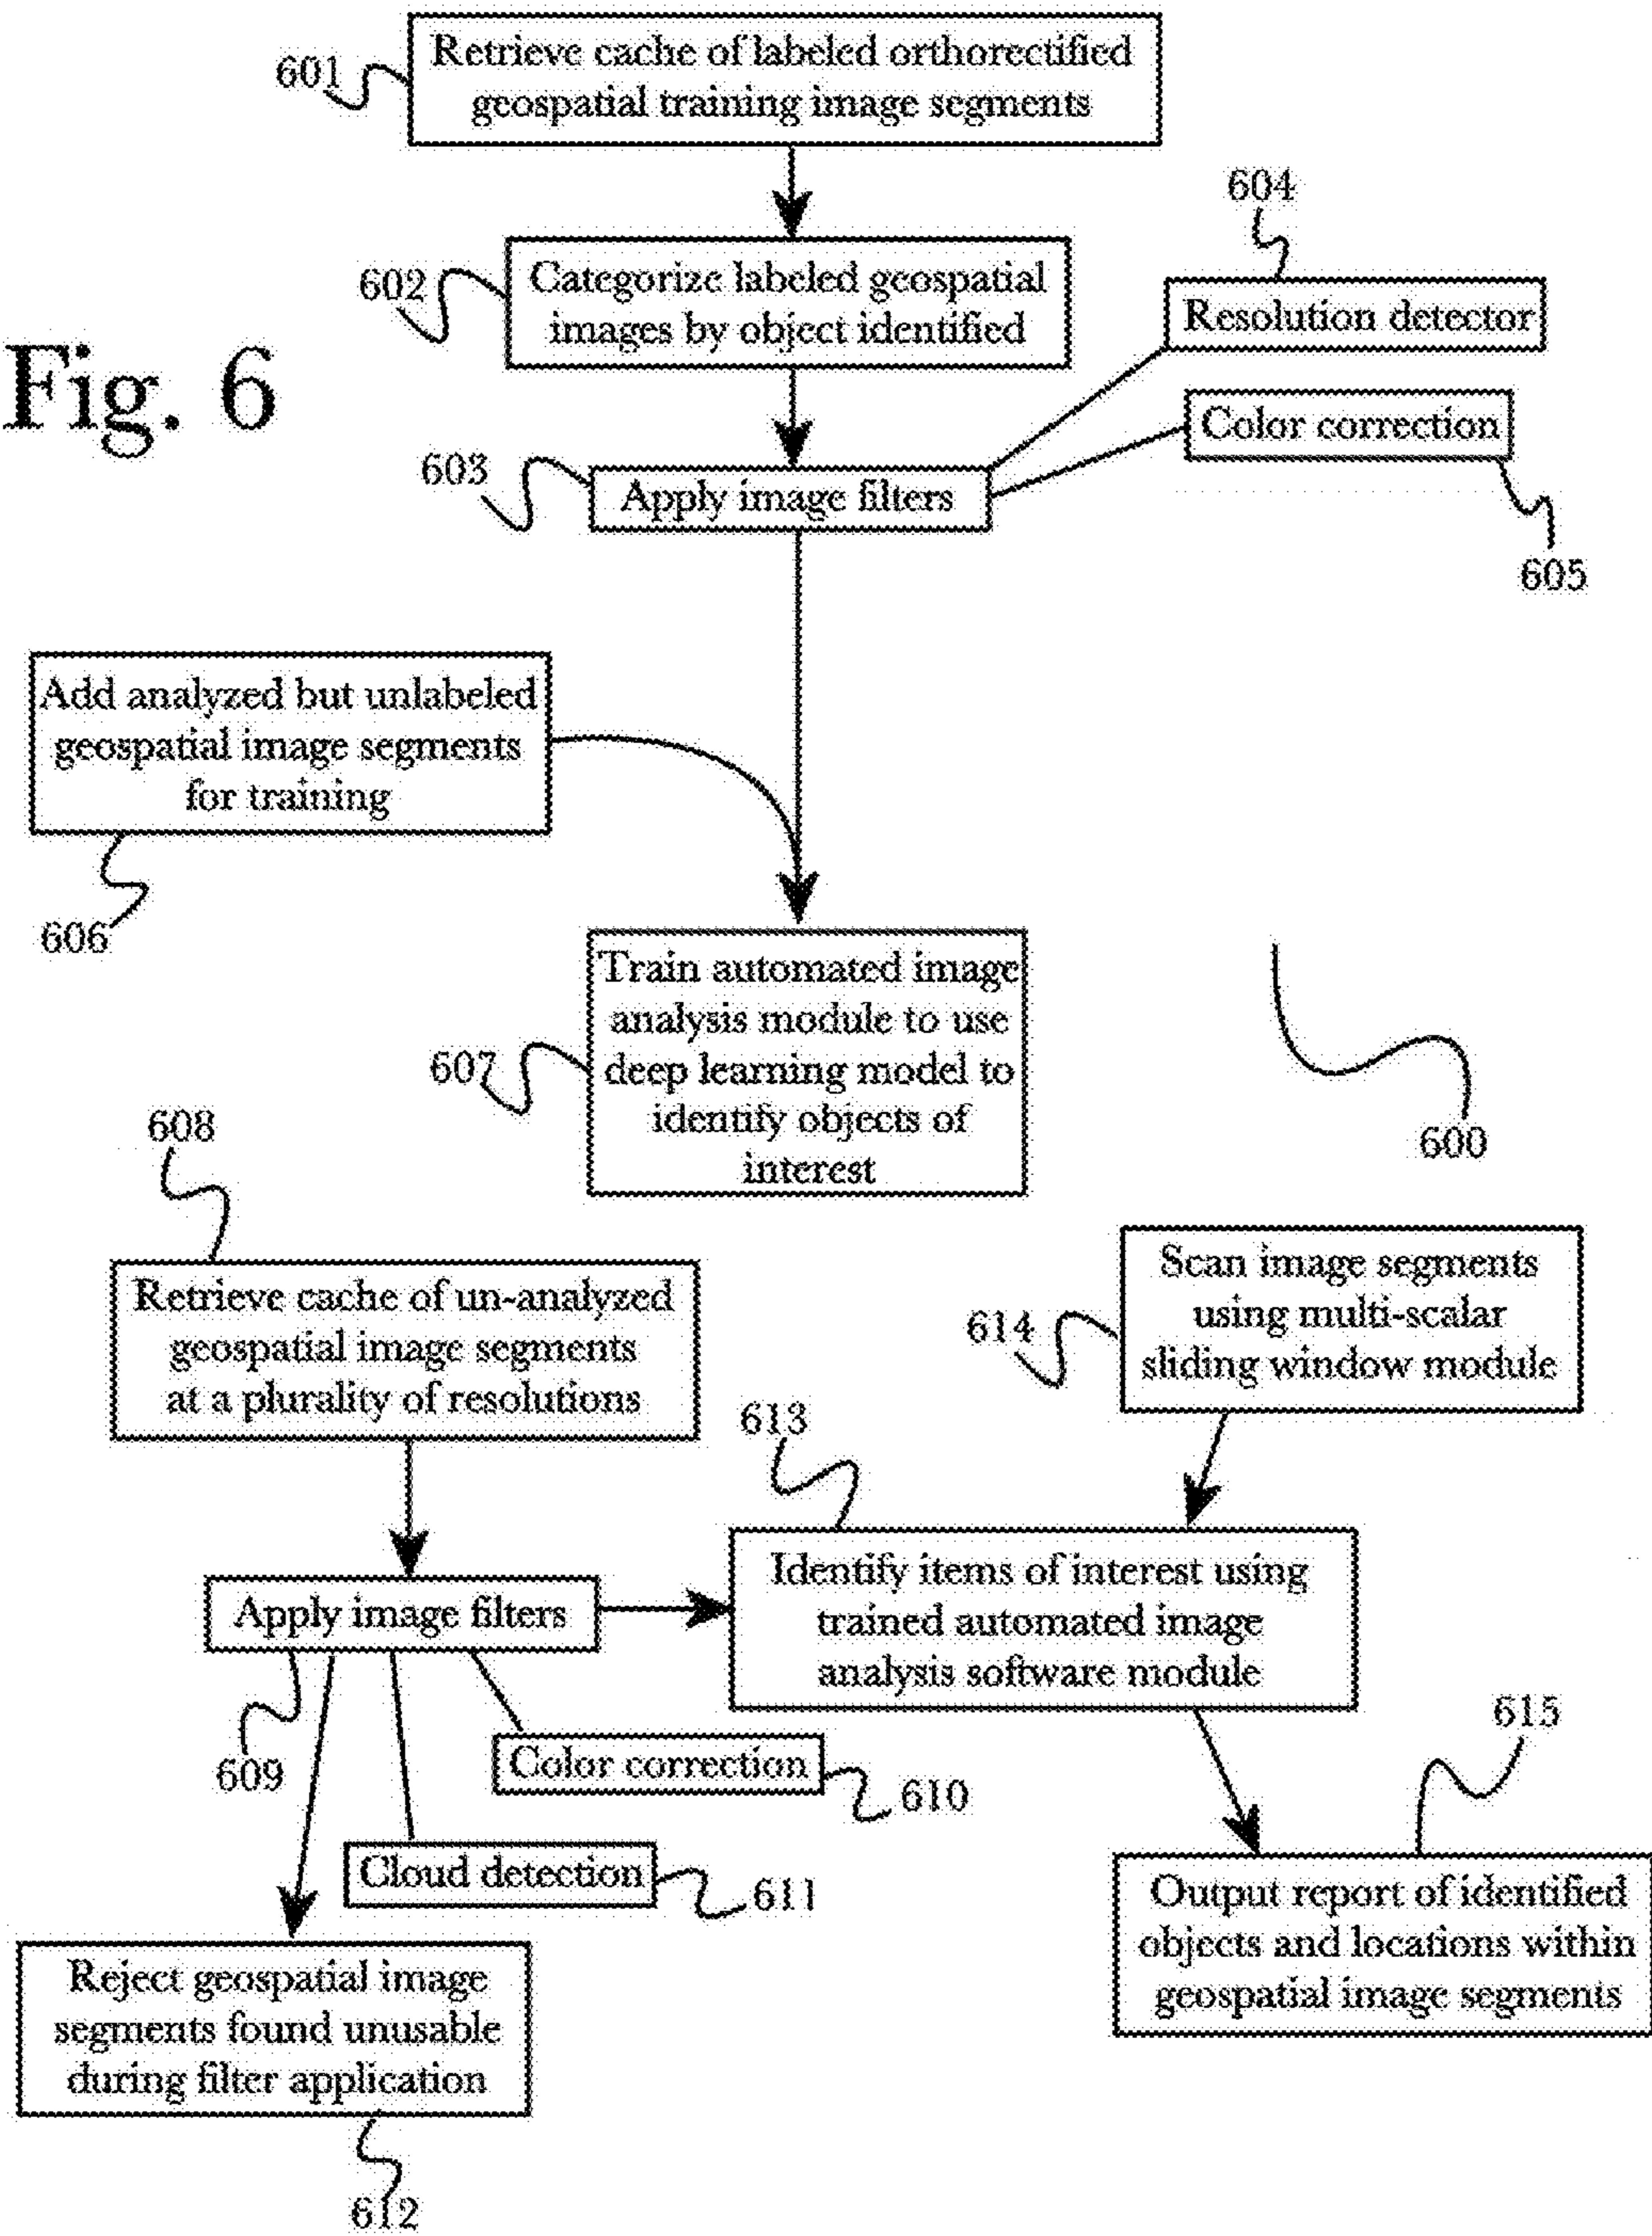 601
Retrieve cache of labeled orthorectified
geospatial training image segments
604
602
Categorize labeled geospatial
images by object identified
Resolution detector
Fig. 6
Color correction
603
Apply image filters
605
Add analyzed but unlabeled
geospatial image segments
for training
606
Train automated image
analysis module to use
deep learning model to
identify objects of
interest
607
600
608
Retrieve cache of un-analyzed
geospatial image segments
at a plurality of resolutions
614
Scan image segments
using multi-scalar
sliding window module
613
Apply image filters
Identify items of interest using
trained automated image
analysis software module
609
Color correction
610
615
Cloud detection
611
Output report of identified
objects and locations within
geospatial image segments
Reject geospatial image
segments found unusable
during filter application
612